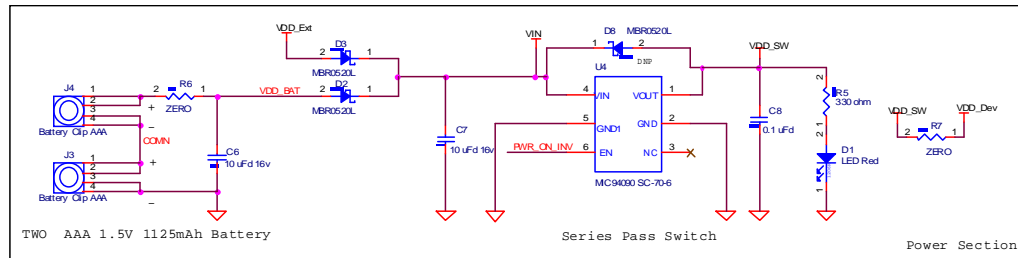 VDD_Ext
2 D3 1
MBR0520L
VIN
D8 MBR0520L
1 2
DNP
VDD_SW
J4
1
2
3
4
+
-
Battery Clip AAA
2 R6 1
ZERO
VDD_BAT
2 D2 1
MBR0520L
U4
4 VIN VOUT 1
5 GND1 GND 2
6 EN NC 3
PWR_ON_INV
MIC94090 SC-70-6
COMN
J3
1
2
3
4
+
-
Battery Clip AAA
C6
10 uFd 16v
C7
10 uFd 16v
C8
0.1 uFd
2
R5
330 ohm
1
2
D1
LED Red
1
VDD_SW
VDD_Dev
R7
2 1
ZERO
TWO AAA 1.5V 1125mAh Battery
Series Pass Switch
Power Section